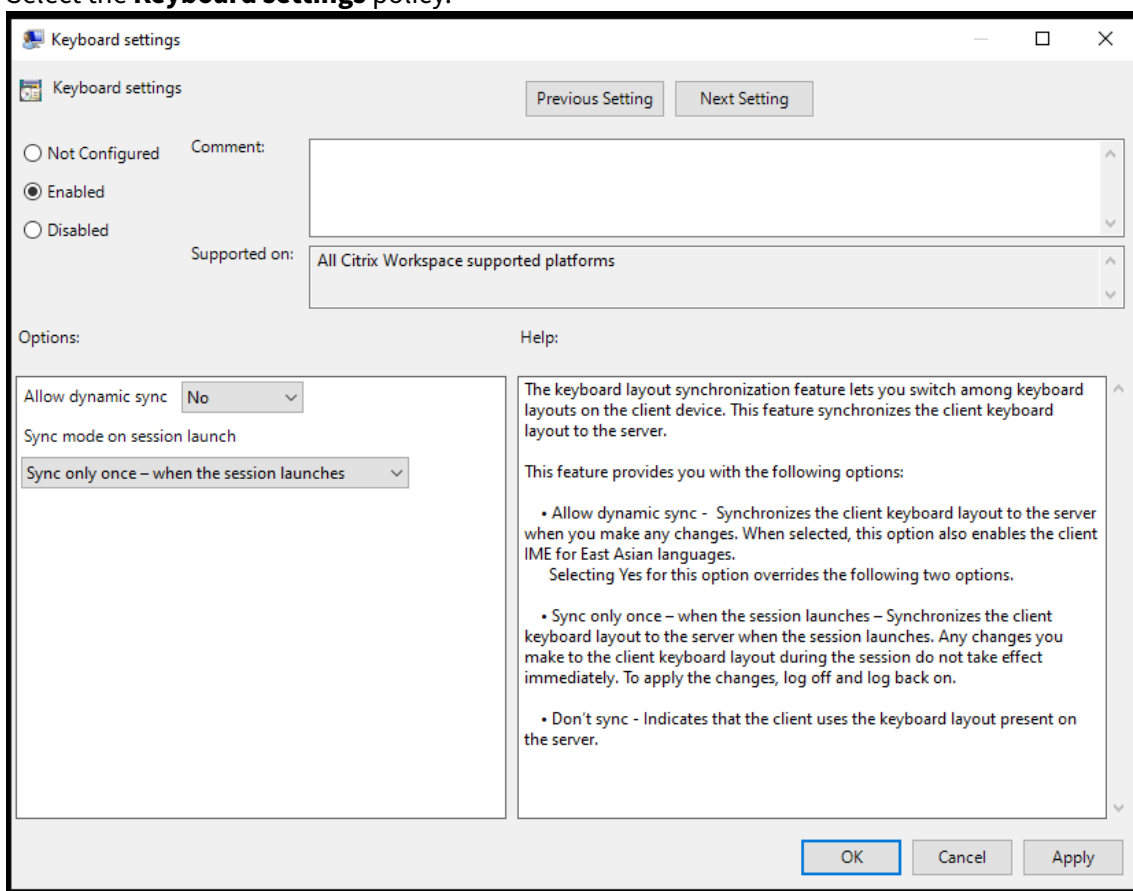 Select the Keyboard settings policy.
Keyboard settings
Keyboard settings
Previous Setting
Next Setting
Not Configured
Comment:
Enabled
Disabled
Supported on:
All Citrix Workspace supported platforms
Options:
Help:
Allow dynamic sync
No
Sync mode on session launch
Sync only once – when the session launches
The keyboard layout synchronization feature lets you switch among keyboard
layouts on the client device. This feature synchronizes the client keyboard
layout to the server.
This feature provides you with the following options:
• Allow dynamic sync - Synchronizes the client keyboard layout to the server
when you make any changes. When selected, this option also enables the client
IME for East Asian languages.
Selecting Yes for this option overrides the following two options.
• Sync only once – when the session launches – Synchronizes the client
keyboard layout to the server when the session launches. Any changes you
make to the client keyboard layout during the session do not take effect
immediately. To apply the changes, log off and log back on.
• Don't sync - Indicates that the client uses the keyboard layout present on
the server.
OK
Cancel
Apply